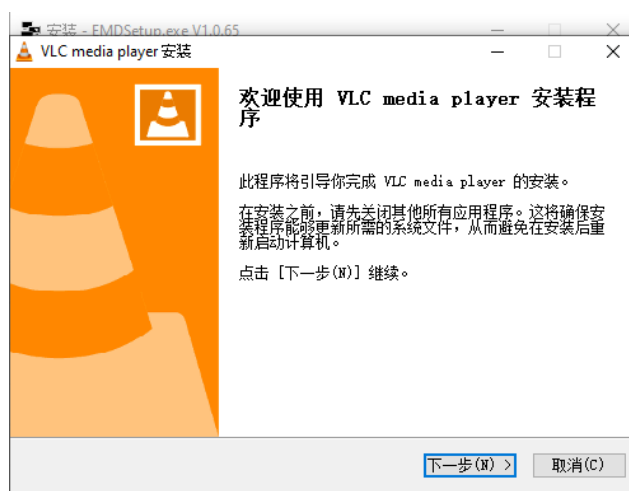 安装 - EMDSetup.exe V1.0.65
VLC media player 安装
欢迎使用 VLC media player 安装程
序
此程序将引导你完成 VLC media player 的安装。
在安装之前，请先关闭其他所有应用程序。这将确保安
装程序能够更新所需的系统文件，从而避免在安装后重
新启动计算机。
点击 [下一步(N)] 继续。
下一步(N) >
取消(C)